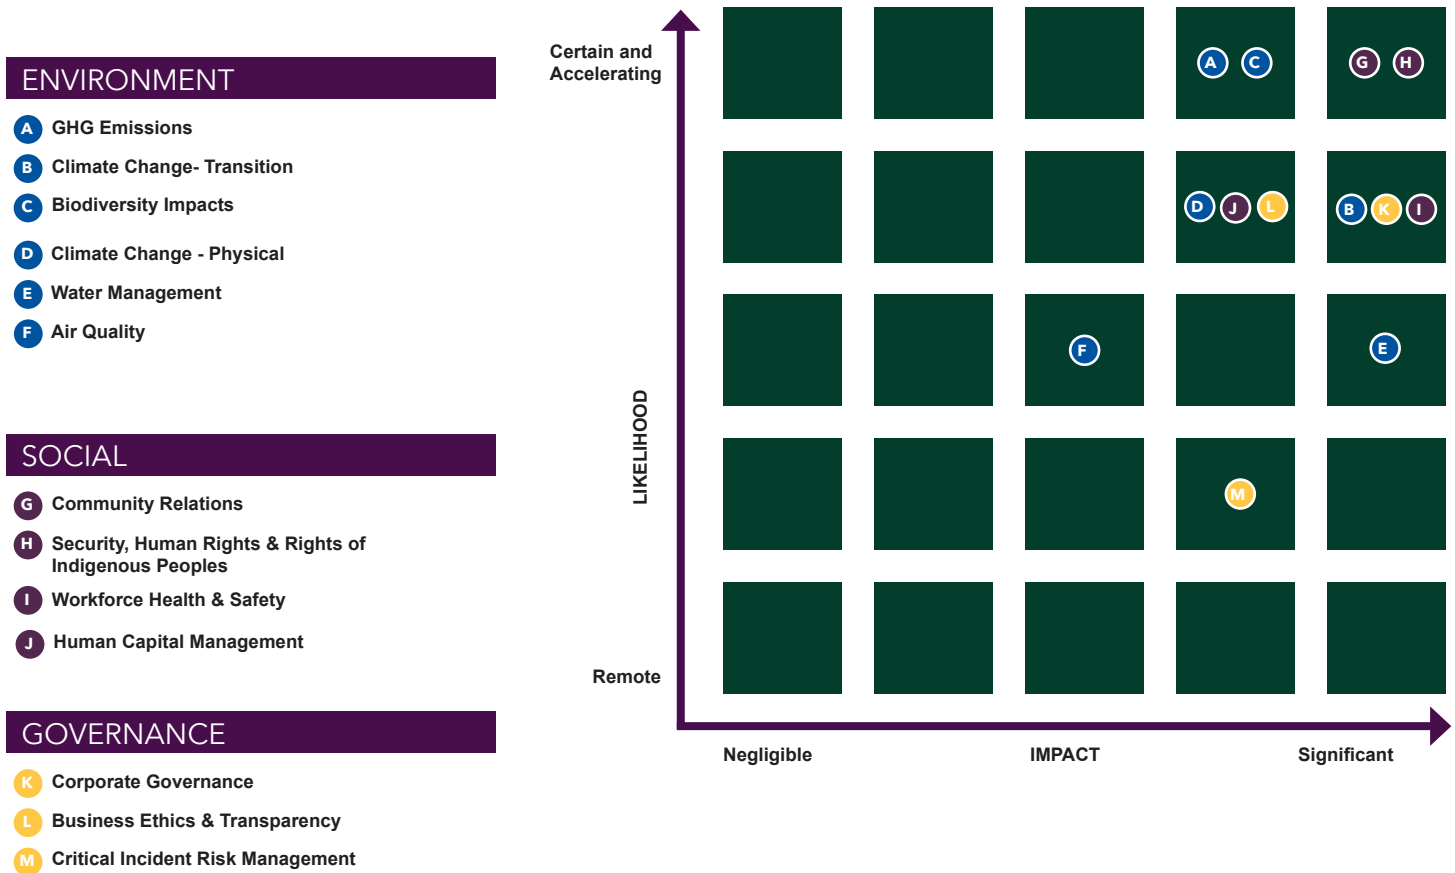 ENVIRONMENT
A GHG Emissions
B Climate Change- Transition
C Biodiversity Impacts
D Climate Change - Physical
E Water Management
F Air Quality
SOCIAL
G Community Relations
H Security, Human Rights & Rights of
Indigenous Peoples
I Workforce Health & Safety
J Human Capital Management
GOVERNANCE
K Corporate Governance
L Business Ethics & Transparency
M Critical Incident Risk Management
Certain and
Accelerating
LIKELIHOOD
Remote
A C G H
D J L B K I
F E
M
Negligible IMPACT Significant